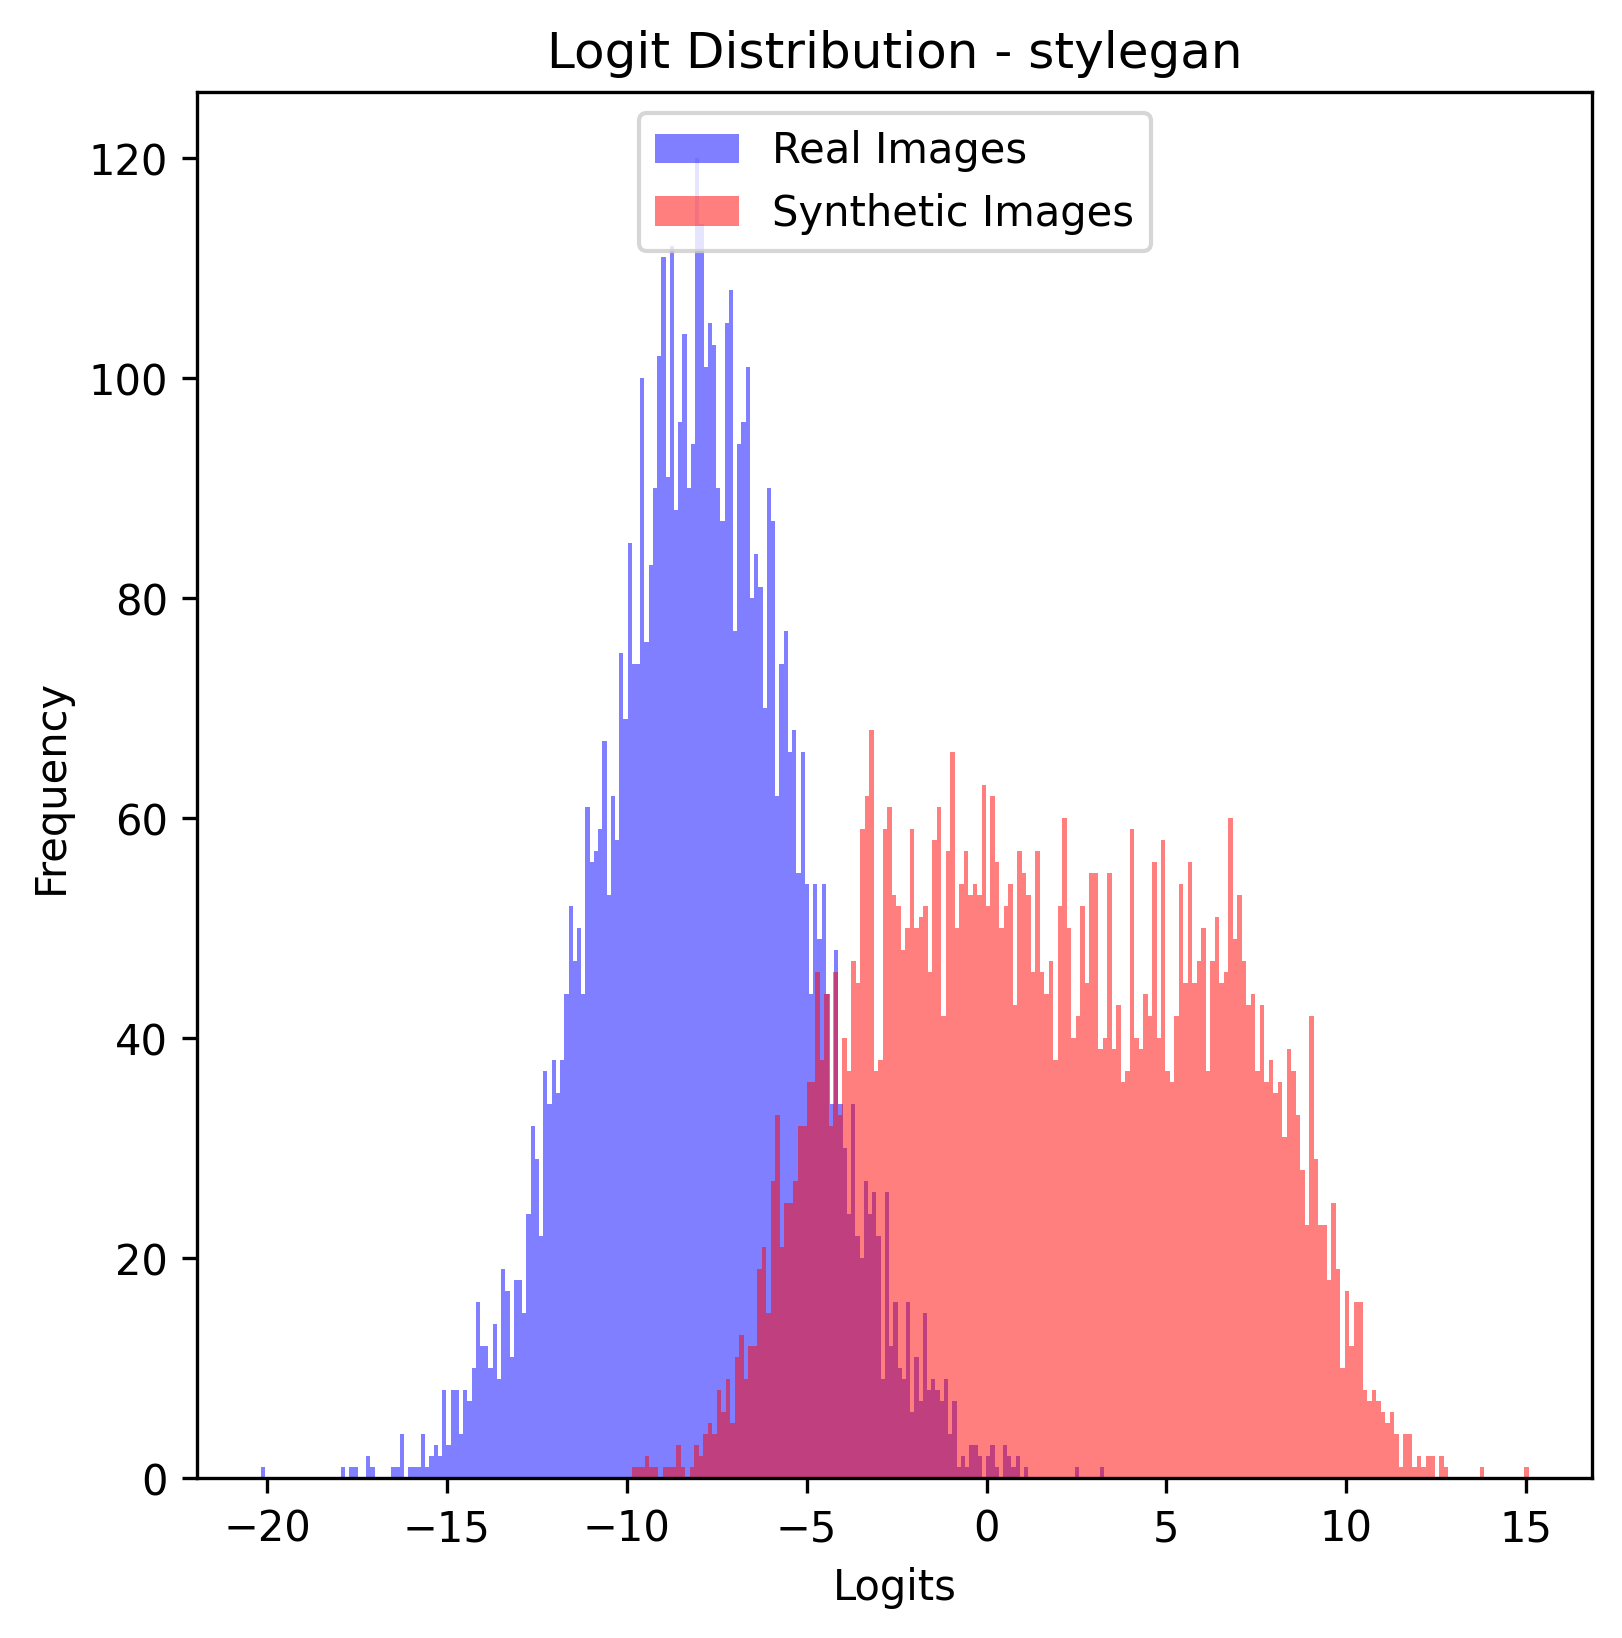 Logit Distribution - stylegan
Real Images
Synthetic Images
120
100
80
60
40
20
0
Frequency
−20 −15 −10 −5 0 5 10 15
Logits